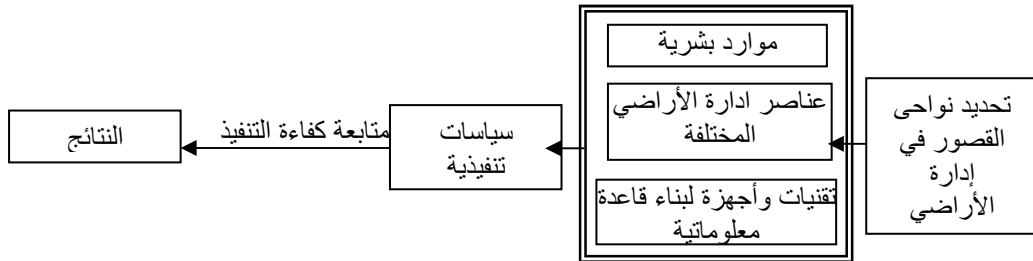 تحديد نواحى
القصور في
إدارة
الأراضي
موارد بشرية
عناصر ادارة الأراضي
المختلفة
تقنيات وأجهزة لبناء قاعدة
معلوماتية
سياسات
تنفيذية
متابعة كفاءة التنفيذ
النتائج